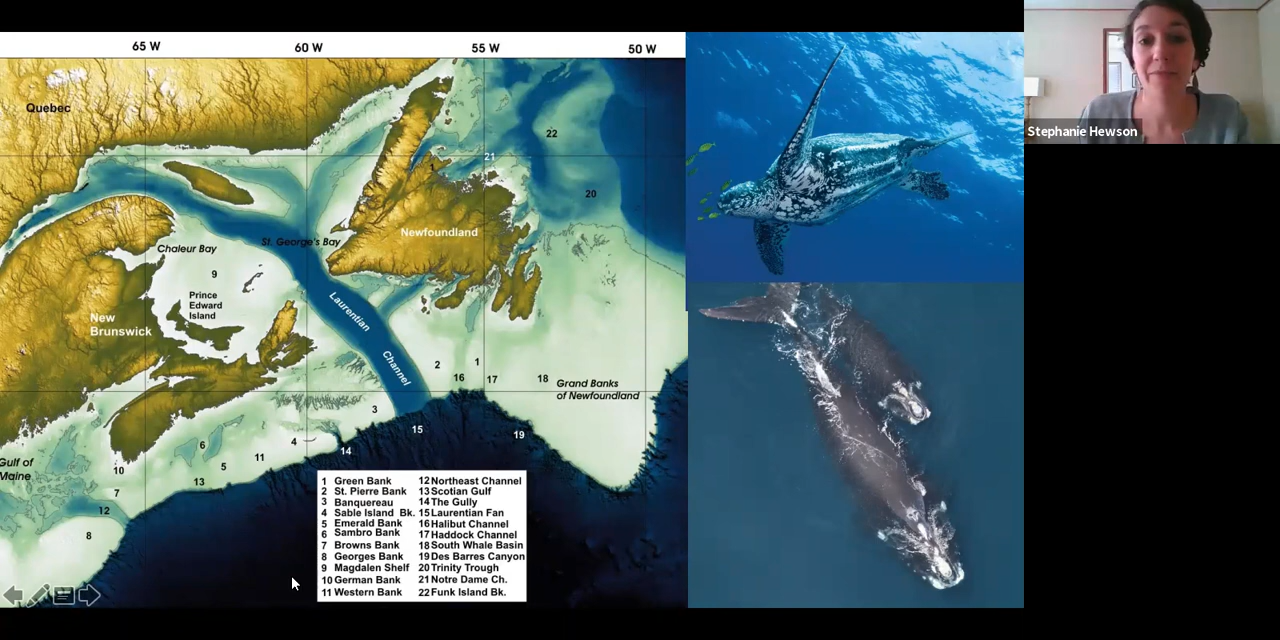 65 W
60 W
55 W
50 W
Quebec
22
21
1
20
Newfoundland
St. George's Bay
Chaleur Bay
9
Prince
Edward
Island
New
Brunswick
Laurentian
Channel
2
1
16
17
18
Grand Banks
of Newfoundland
3
15
19
4
14
6
11
5
13
Gulf of
Maine
10
7
12
8
1 Green Bank
2 St. Pierre Bank
3 Banquereau
4 Sable Island Bk.
5 Emerald Bank
6 Sambro Bank
7 Browns Bank
8 Georges Bank
9 Magdalen Shelf
10 German Bank
11 Western Bank
12 Northeast Channel
13 Scotian Gulf
14 The Gully
15 Laurentian Fan
16 Halibut Channel
17 Haddock Channel
18 South Whale Basin
19 Des Barres Canyon
20 Trinity Trough
21 Notre Dame Ch.
22 Funk Island Bk.
Stephanie Hewson